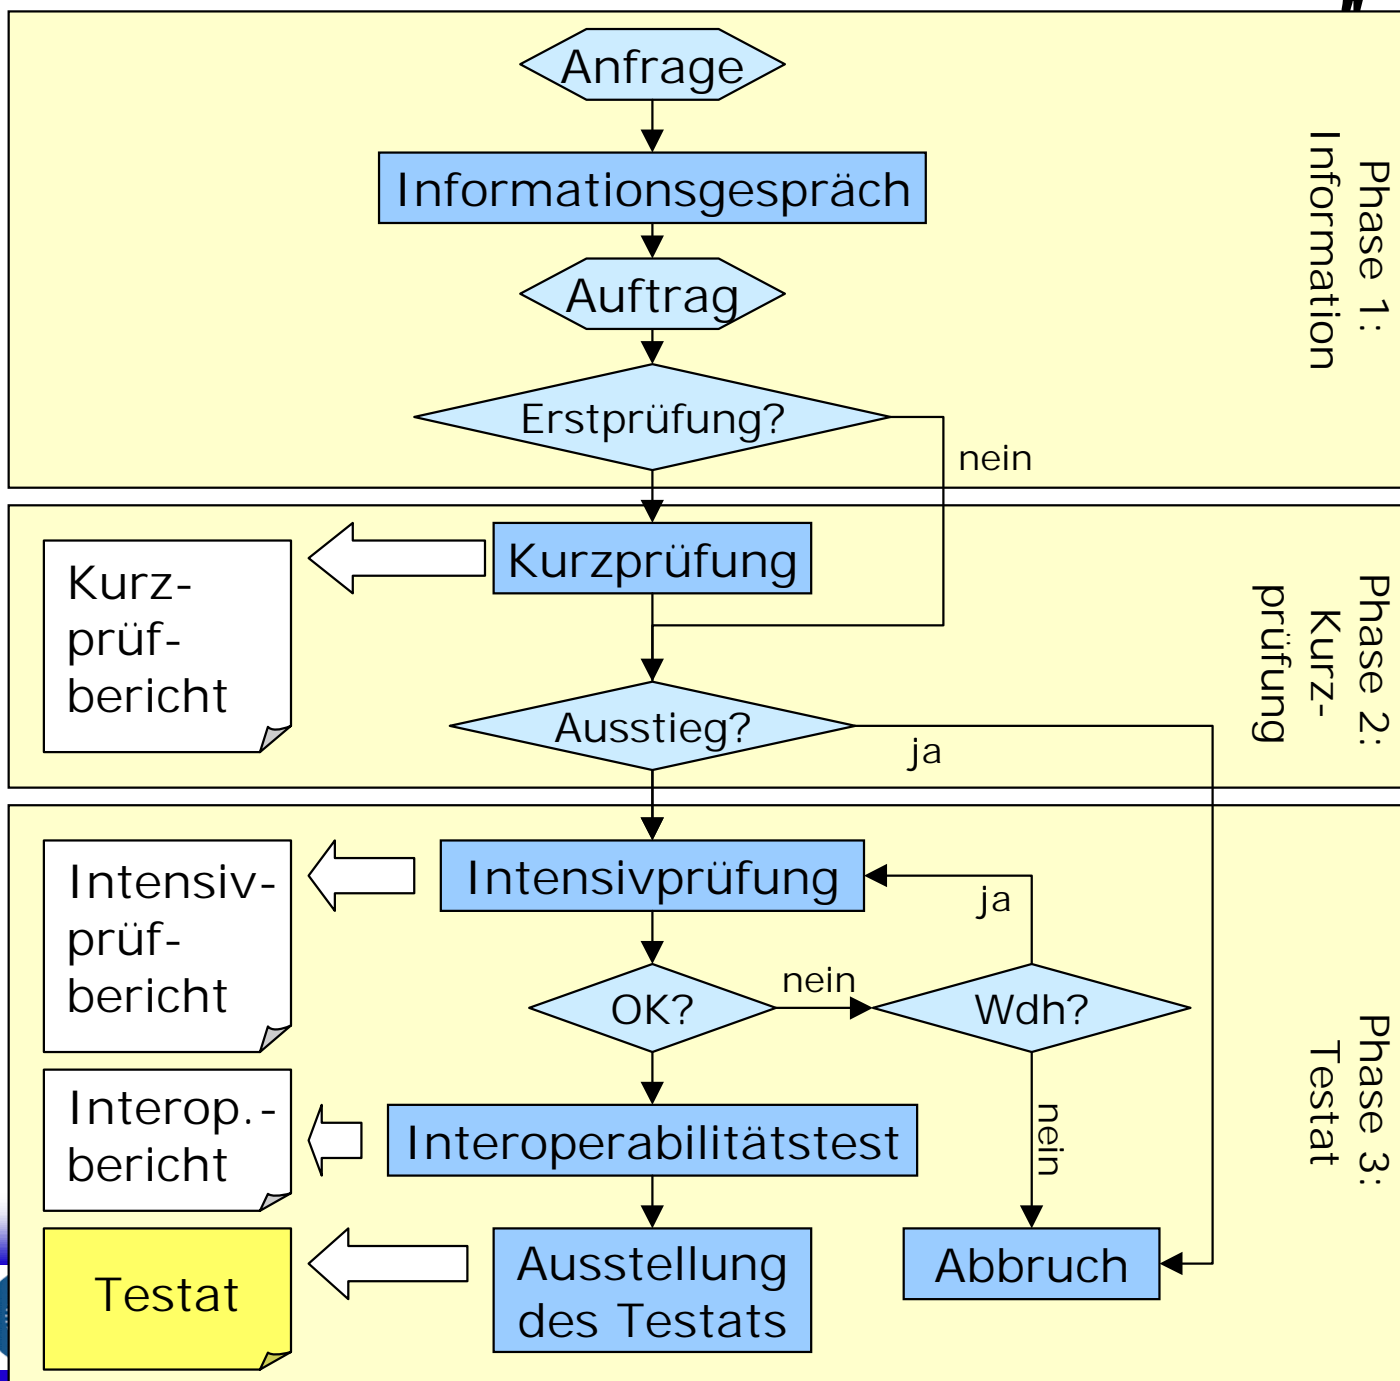 Anfrage
Informationsgespräch
Auftrag
Erstprüfung?
nein
Phase 1:
Information
Kurzprüfung
Kurz-
prüf-
bericht
Ausstieg?
ja
Phase 2:
Kurz-
prüfung
Intensivprüfung
Intensiv-
prüf-
bericht
ja
OK?
nein
Wdh?
nein
Interoperabilitätstest
Interop.-
bericht
Ausstellung
des Testats
Testat
Abbruch
Phase 3:
Testat